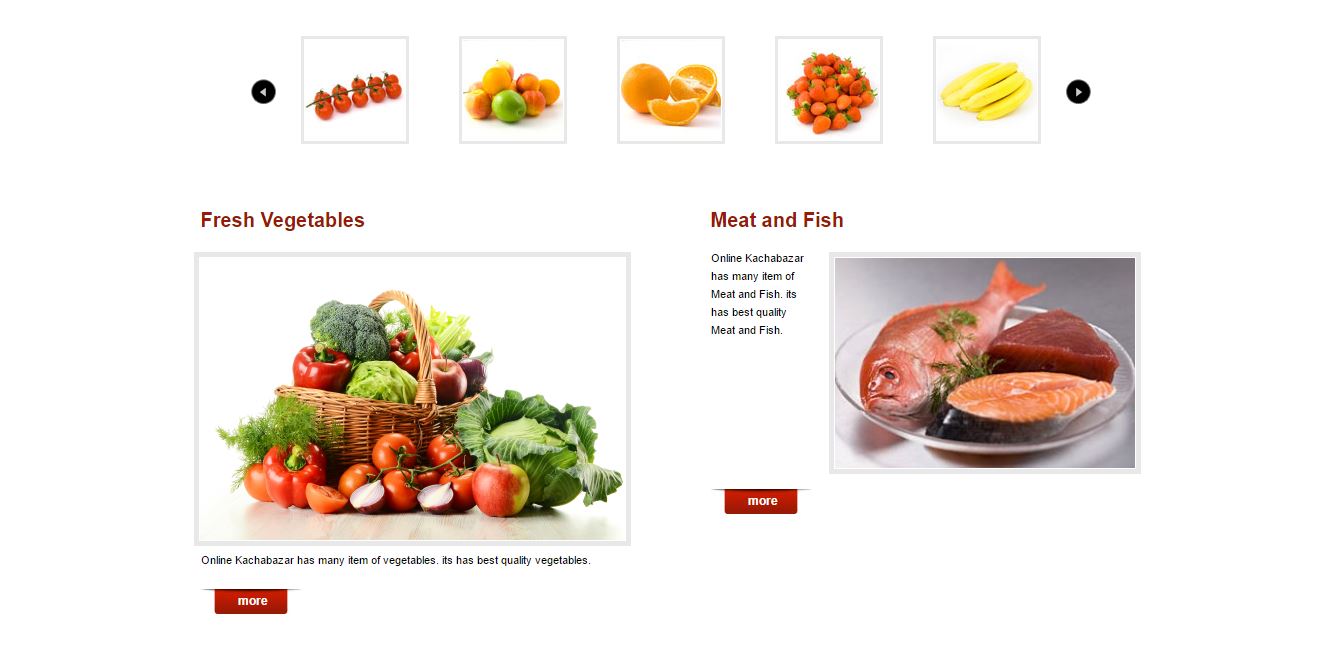 Fresh Vegetables
Meat and Fish
Online Kachabazar
has many item of
Meat and Fish. its
has best quality
Meat and Fish.
more
Online Kachabazar has many item of vegetables. its has best quality vegetables.
more